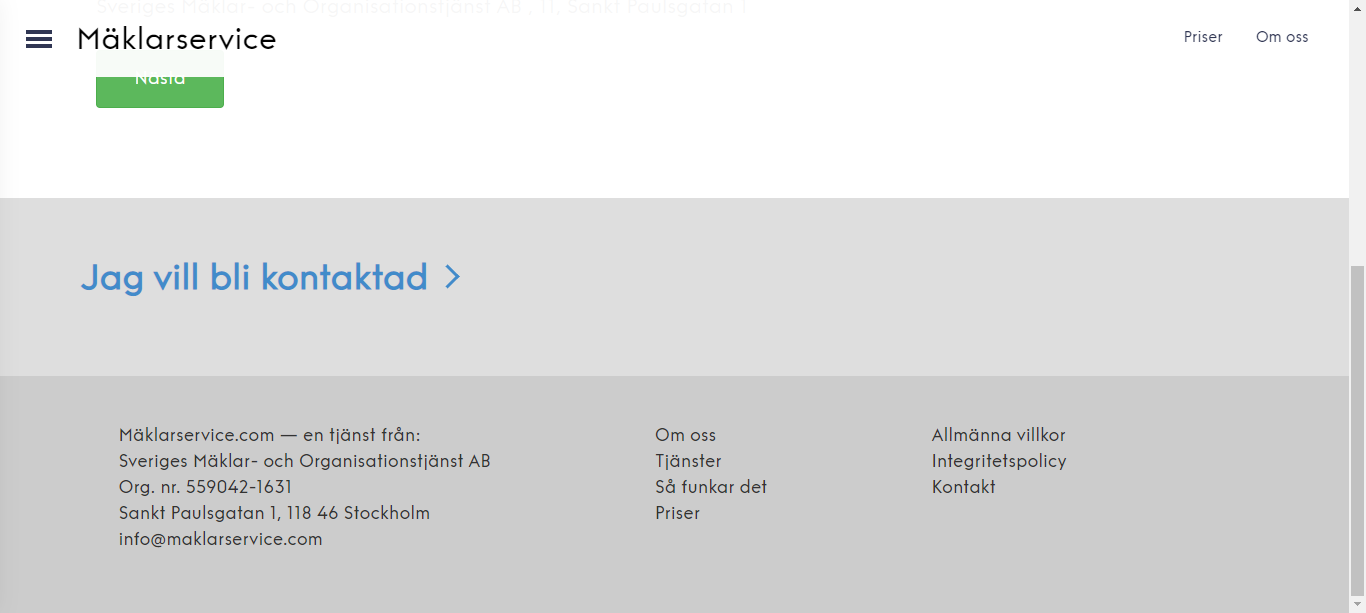 Sveriges Mäklar- och Organisationstjänst AB , 11, Sankt Paulsgatan 1
Mäklarservice
Priser
Om oss
Nästa
Jag vill bli kontaktad
Mäklarservice.com — en tjänst från:
Sveriges Mäklar- och Organisationstjänst AB
Org. nr. 559042-1631
Sankt Paulsgatan 1, 118 46 Stockholm
info@maklarservice.com
Om oss
Tjänster
Så funkar det
Priser
Allmänna villkor
Integritetspolicy
Kontakt